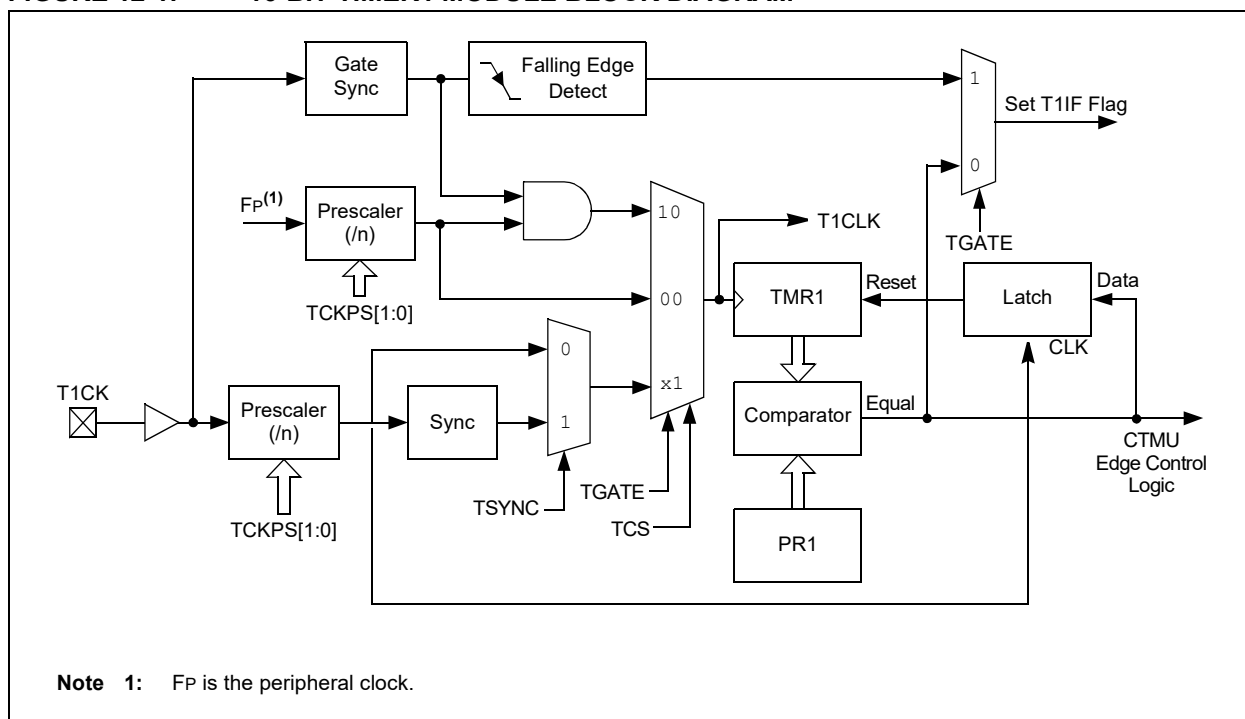 Gate
Sync
Falling Edge
Detect
1
Set T1IF Flag
0
TGATE
FP(1)
Prescaler
(/n)
TCKPS[1:0]
10
00
x1
T1CLK
TMR1
Reset
Latch
Data
CLK
0
1
T1CK
Prescaler
(/n)
TCKPS[1:0]
Sync
TSYNC
TGATE
TCS
Comparator
Equal
PR1
CTMU
Edge Control
Logic
Note 1: FP is the peripheral clock.